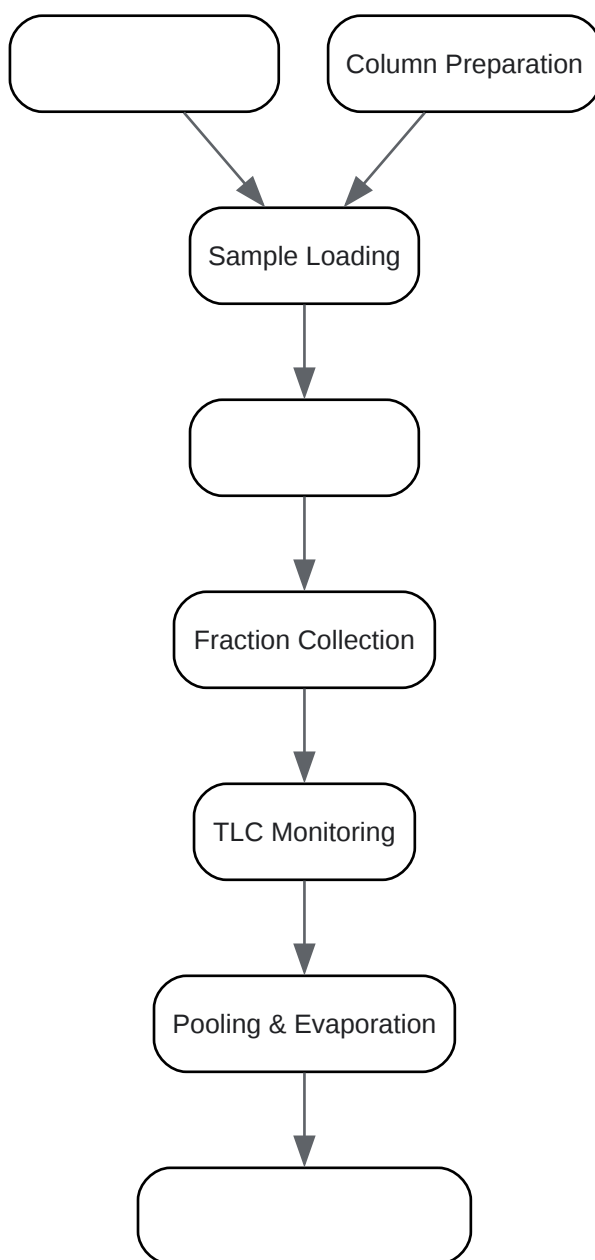 Column Preparation
Sample Loading
Fraction Collection
TLC Monitoring
Pooling & Evaporation